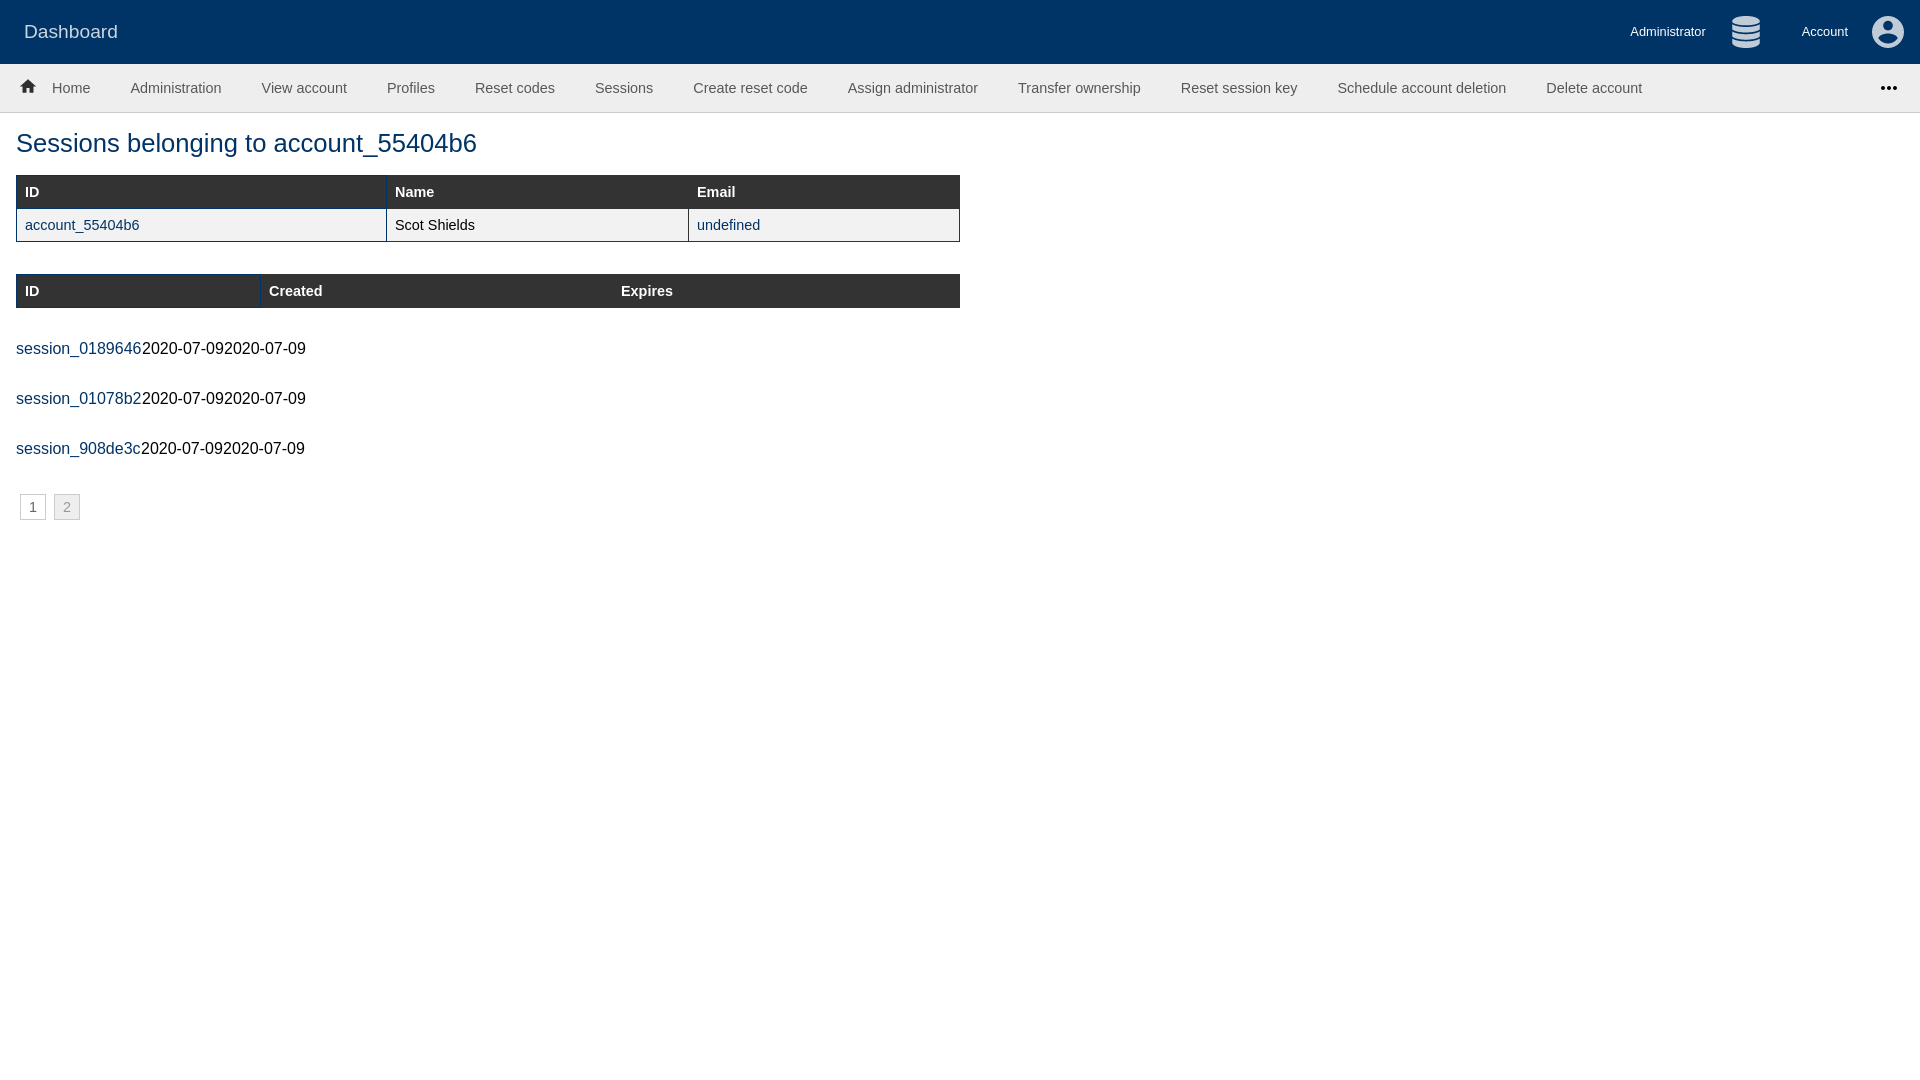 Dashboard
Administrator
Account
Home Administration View account Profiles Reset codes Sessions Create reset code Assign administrator Transfer ownership Reset session key Schedule account deletion Delete account
Sessions belonging to account_55404b6
ID Name Email
account_55404b6 Scot Shields undefined
ID Created Expires
session_01896462020-07-092020-07-09
session_01078b22020-07-092020-07-09
session_908de3c2020-07-092020-07-09
1 2